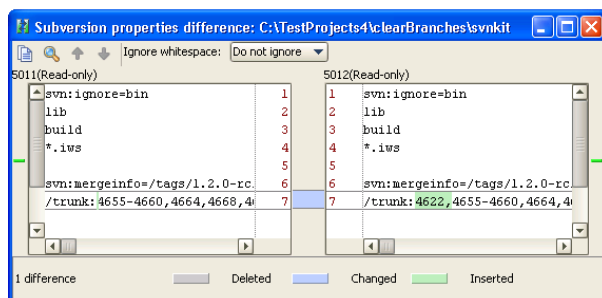 Subversion properties difference: C:\TestProjects4\clearBranches\svnkit
Ignore whitespace: Do not ignore
5011(Read-only)
5012(Read-only)
svn:ignore=bin 1
lib 2
build 3
*.iws 4
5
svn:mergeinfo=/tags/1.2.0-rc. 6
/trunk:4655-4660,4664,4668, 7
1 svn:ignore=bin
2 lib
3 build
4 *.iws
5
6 svn:mergeinfo=/tags/1.2.0-rc.
7 /trunk:4622,4655-4660,4664,
1 difference Deleted Changed Inserted